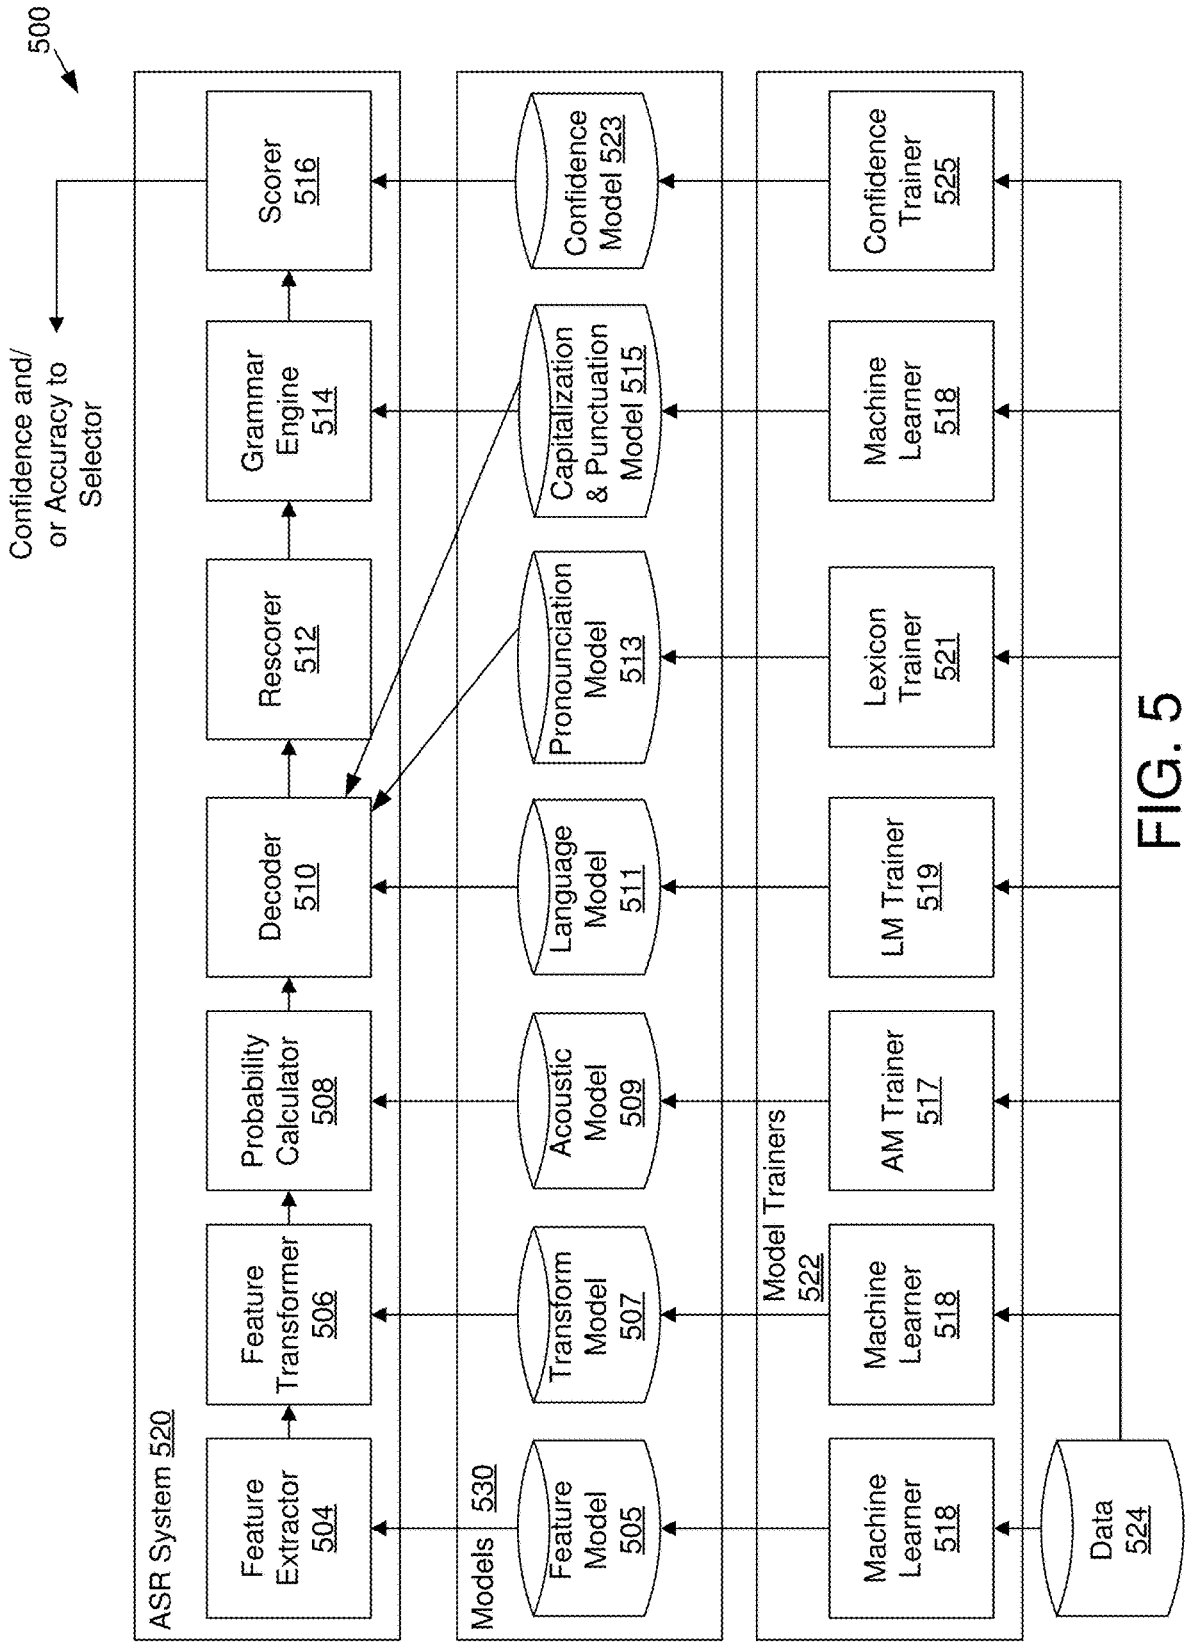 500
Confidence and/
or Accuracy to
Selector
ASR System 520
Feature
Extractor
504
Feature
Transformer
506
Probability
Calculator
508
Decoder
510
Rescorer
512
Grammar
Engine
514
Scorer
516
Models 530
Feature
Model
505
Transform
Model
507
Acoustic
Model
509
Language
Model
511
Pronounciation
Model
513
Capitalization
& Punctuation
Model 515
Confidence
Model 523
Model Trainers
522
Machine
Learner
518
Machine
Learner
518
AM Trainer
517
LM Trainer
519
Lexicon
Trainer
521
Machine
Learner
518
Confidence
Trainer
525
Data
524
FIG. 5